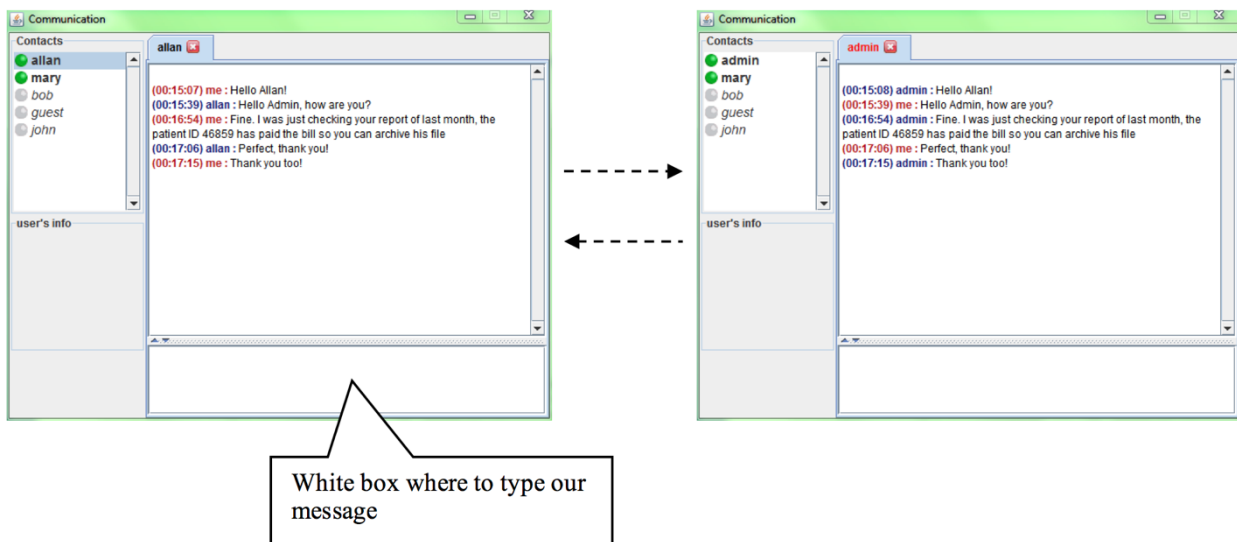 Communication
Contacts
allan
mary
bob
guest
john
user's info
allan
(00:15:07) me : Hello Allan!
(00:15:39) allan : Hello Admin, how are you?
(00:16:54) me : Fine. I was just checking your report of last month, the
patient ID 46859 has paid the bill so you can archive his file
(00:17:06) allan : Perfect, thank you!
(00:17:15) me : Thank you too!
Communication
Contacts
admin
mary
bob
guest
john
user's info
admin
(00:15:08) admin : Hello Allan!
(00:15:39) me : Hello Admin, how are you?
(00:16:54) admin : Fine. I was just checking your report of last month, the
patient ID 46859 has paid the bill so you can archive his file
(00:17:06) me : Perfect, thank you!
(00:17:15) admin : Thank you too!
White box where to type our
message